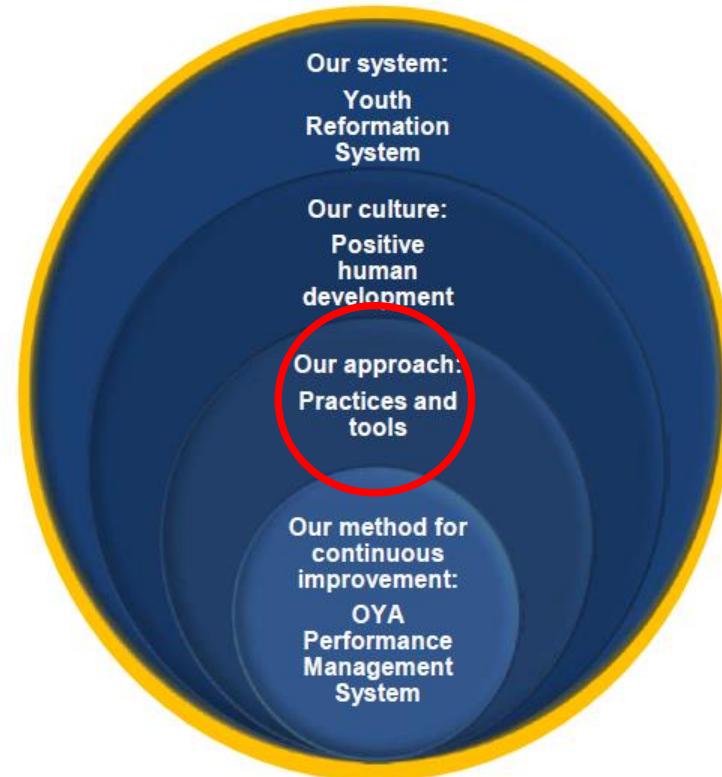 Our system:
Youth
Reformation
System
Our culture:
Positive
human
development
Our approach:
Practices and
tools
Our method for
continuous
improvement:
OYA
Performance
Management
System